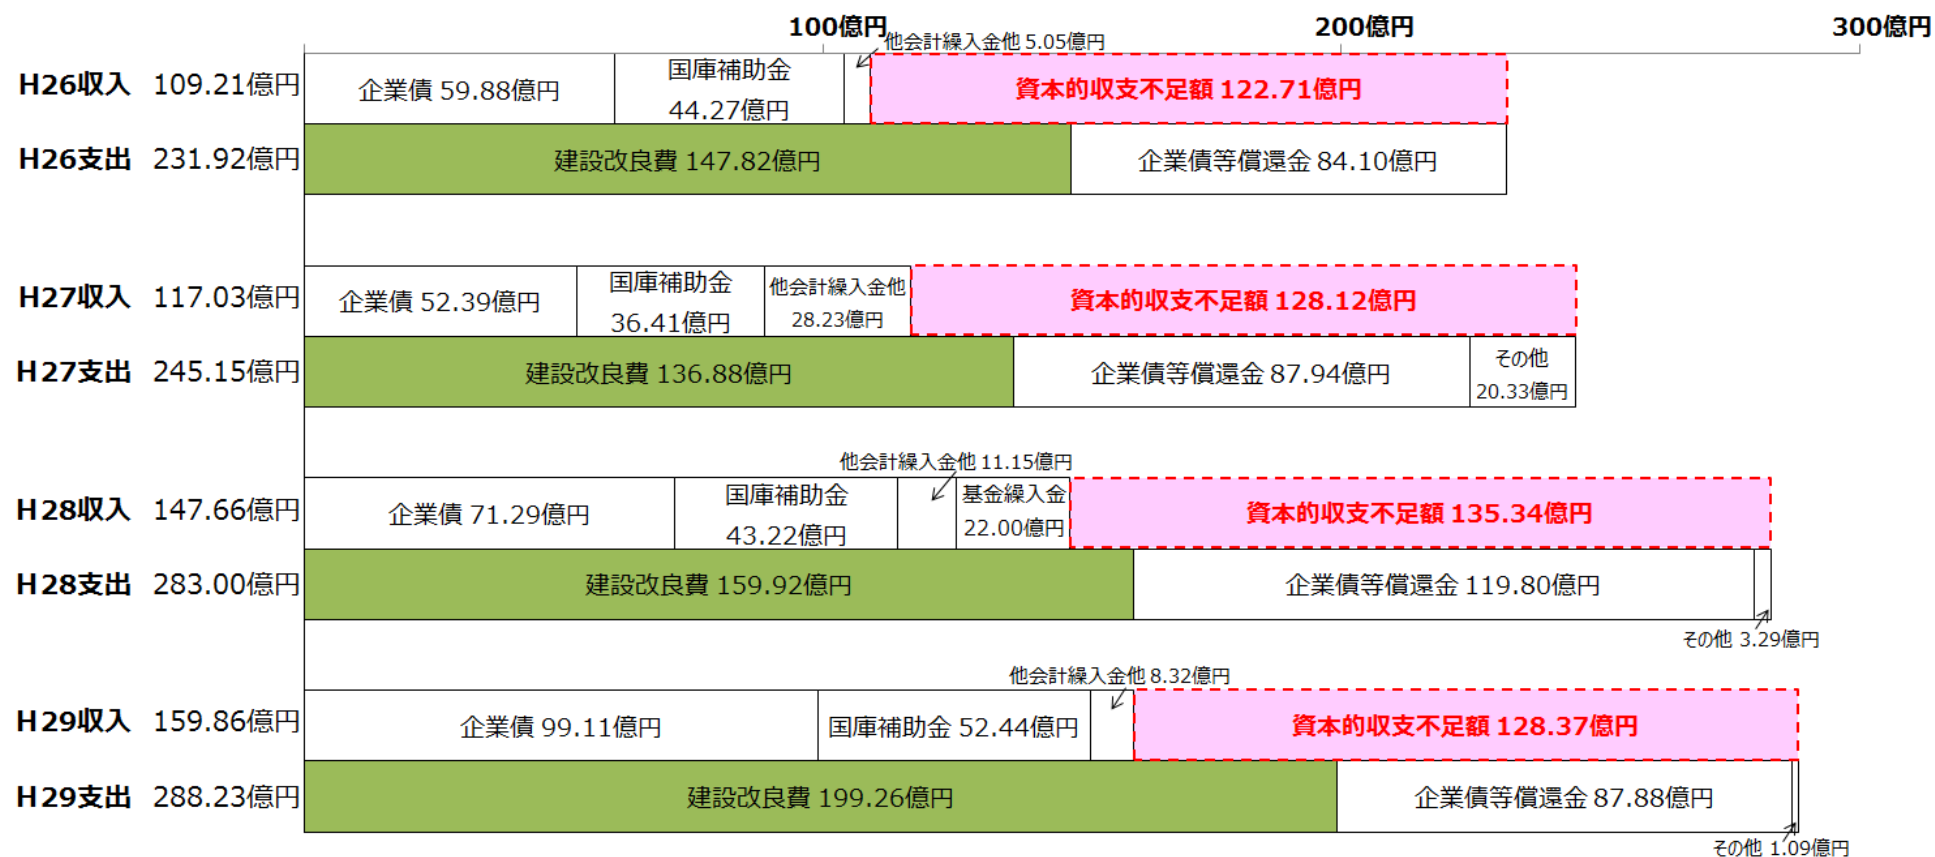 100億円 200億円 300億円
他会計繰入金他 5.05億円
H26収入 109.21億円 企業債 59.88億円
国庫補助金
44.27億円
資本的収支不足額 122.71億円
H26支出 231.92億円 建設改良費 147.82億円 企業債等償還金 84.10億円
H27収入 117.03億円 企業債 52.39億円
国庫補助金
36.41億円
他会計繰入金他
28.23億円
資本的収支不足額 128.12億円
H27支出 245.15億円 建設改良費 136.88億円 企業債等償還金 87.94億円
その他
20.33億円
他会計繰入金他 11.15億円
H28収入 147.66億円 企業債 71.29億円
国庫補助金
43.22億円
基金繰入金
22.00億円
資本的収支不足額 135.34億円
H28支出 283.00億円 建設改良費 159.92億円 企業債等償還金 119.80億円
その他 3.29億円
他会計繰入金他 8.32億円
H29収入 159.86億円 企業債 99.11億円 国庫補助金 52.44億円 資本的収支不足額 128.37億円
H29支出 288.23億円 建設改良費 199.26億円 企業債等償還金 87.88億円
その他 1.09億円